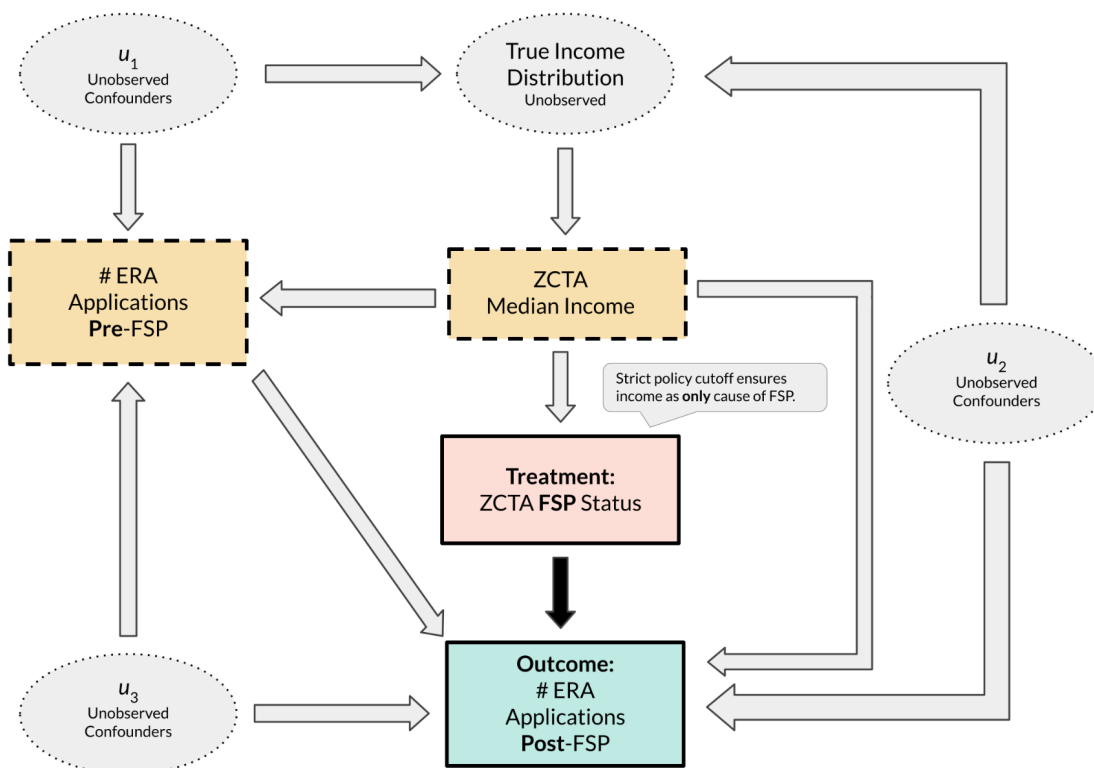 u1
Unobserved
Confounders
True Income
Distribution
Unobserved
# ERA
Applications
Pre-FSP
ZCTA
Median Income
Strict policy cutoff ensures
income as only cause of FSP.
u2
Unobserved
Confounders
Treatment:
ZCTA FSP Status
u3
Unobserved
Confounders
Outcome:
# ERA
Applications
Post-FSP